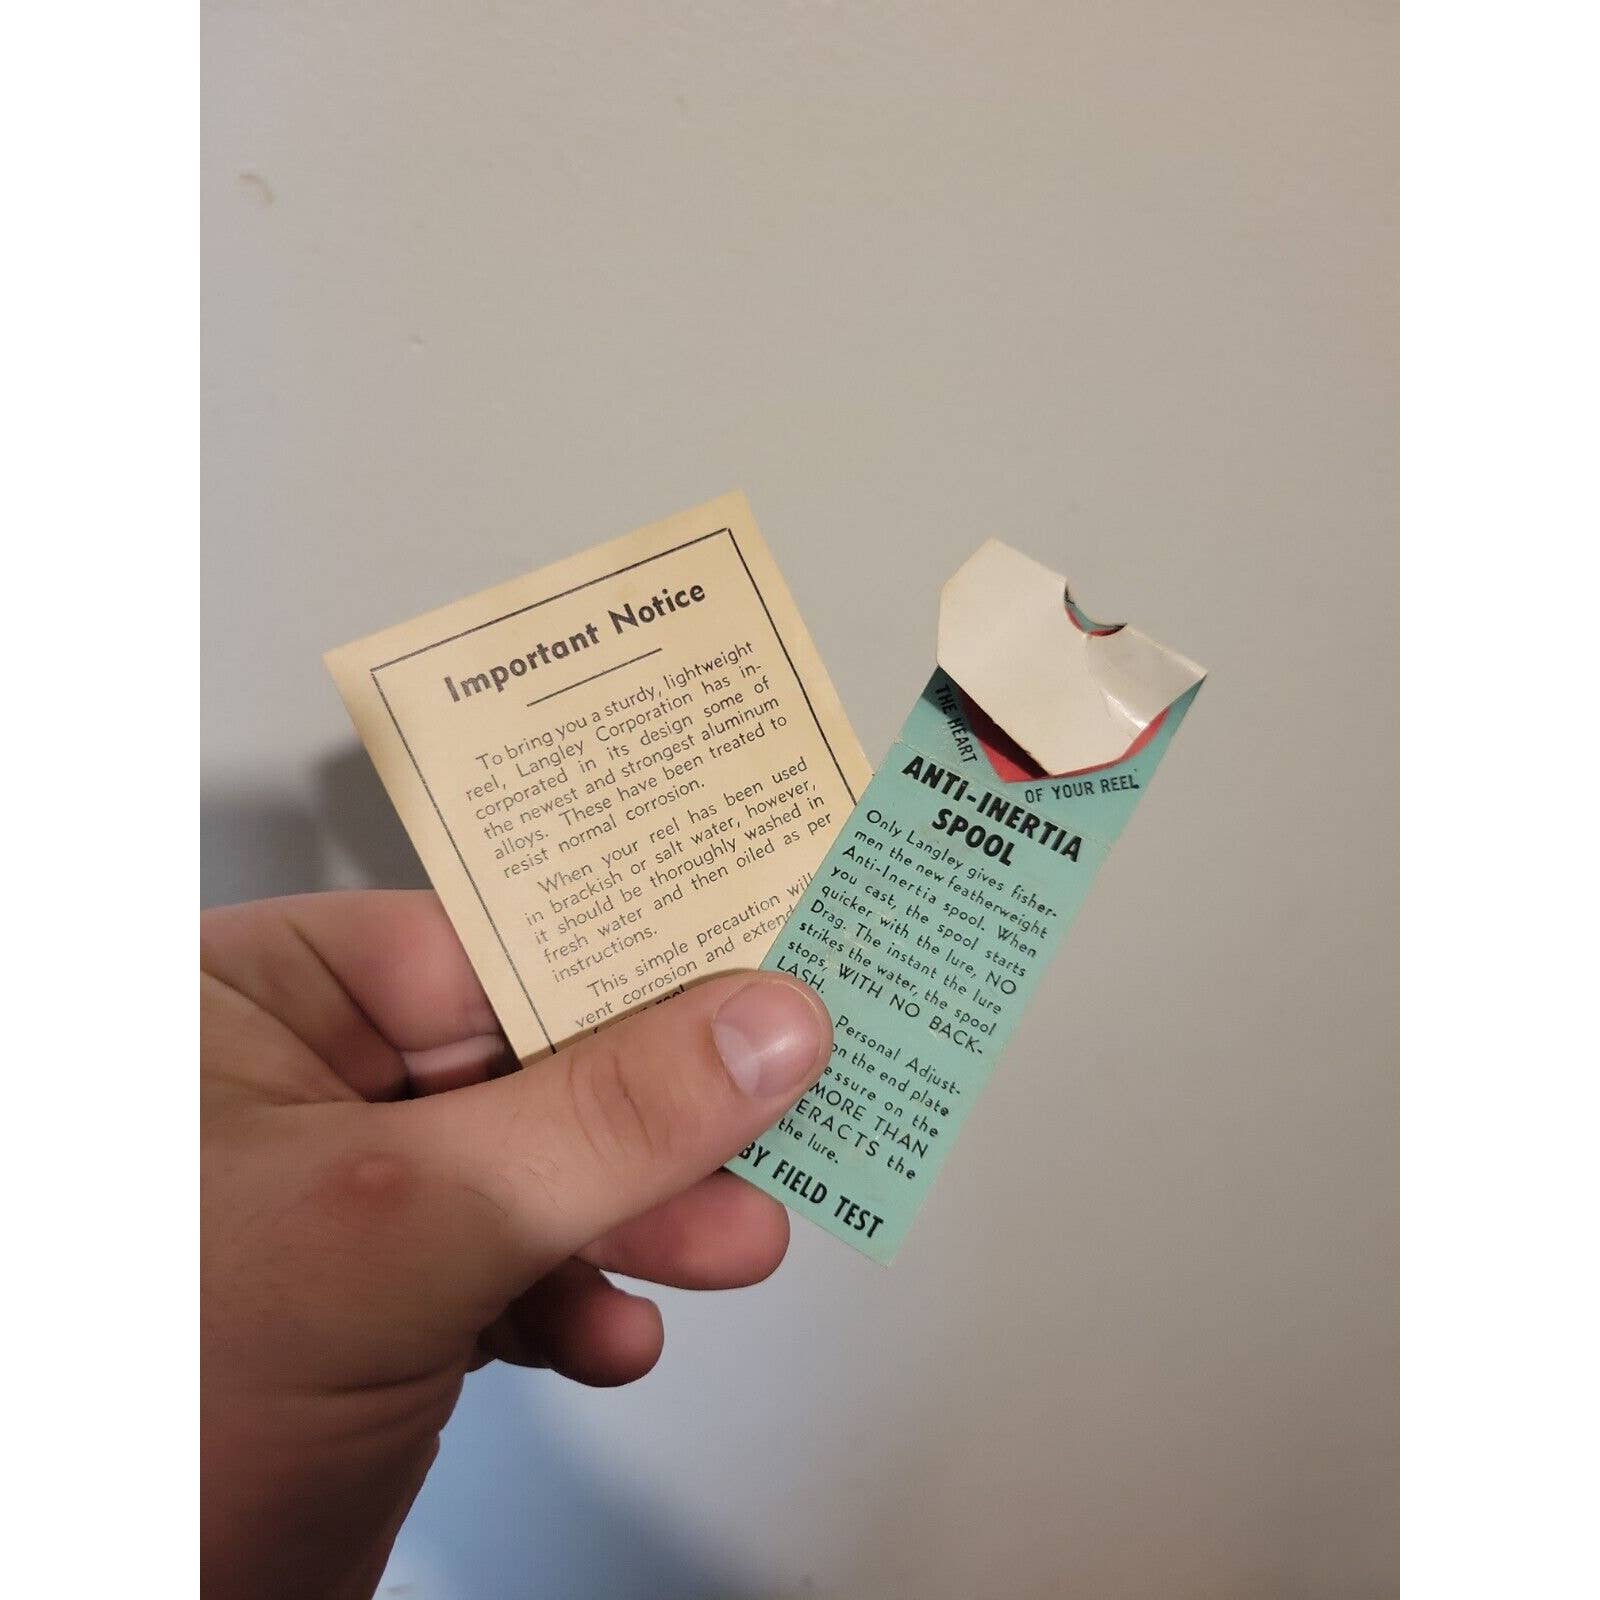 Important Notice
To bring you a sturdy, lightweight
reel, Langley Corporation has in-
corporated in its design some of
the newest and strongest aluminum
alloys. These have been treated to
resist normal corrosion.
When your reel has been used
in brackish or salt water, however,
it should be thoroughly washed in
fresh water and then oiled as per
instructions.
This simple precaution will
vent corrosion and extend
reel
THE HEART
OF YOUR REEL
ANTI-INERTIA
SPOOL
Only Langley gives fisher-
men the new featherweight
Anti-Inertia spool. When
you cast, the spool starts
quicker with the lure, NO
Drag. The instant the lure
strikes the water, the spool
stops, WITH NO BACK-
LASH.
Personal Adjust-
on the end plate
essure on the
MORE THAN
ERACTS the
the lure.
BY FIELD TEST